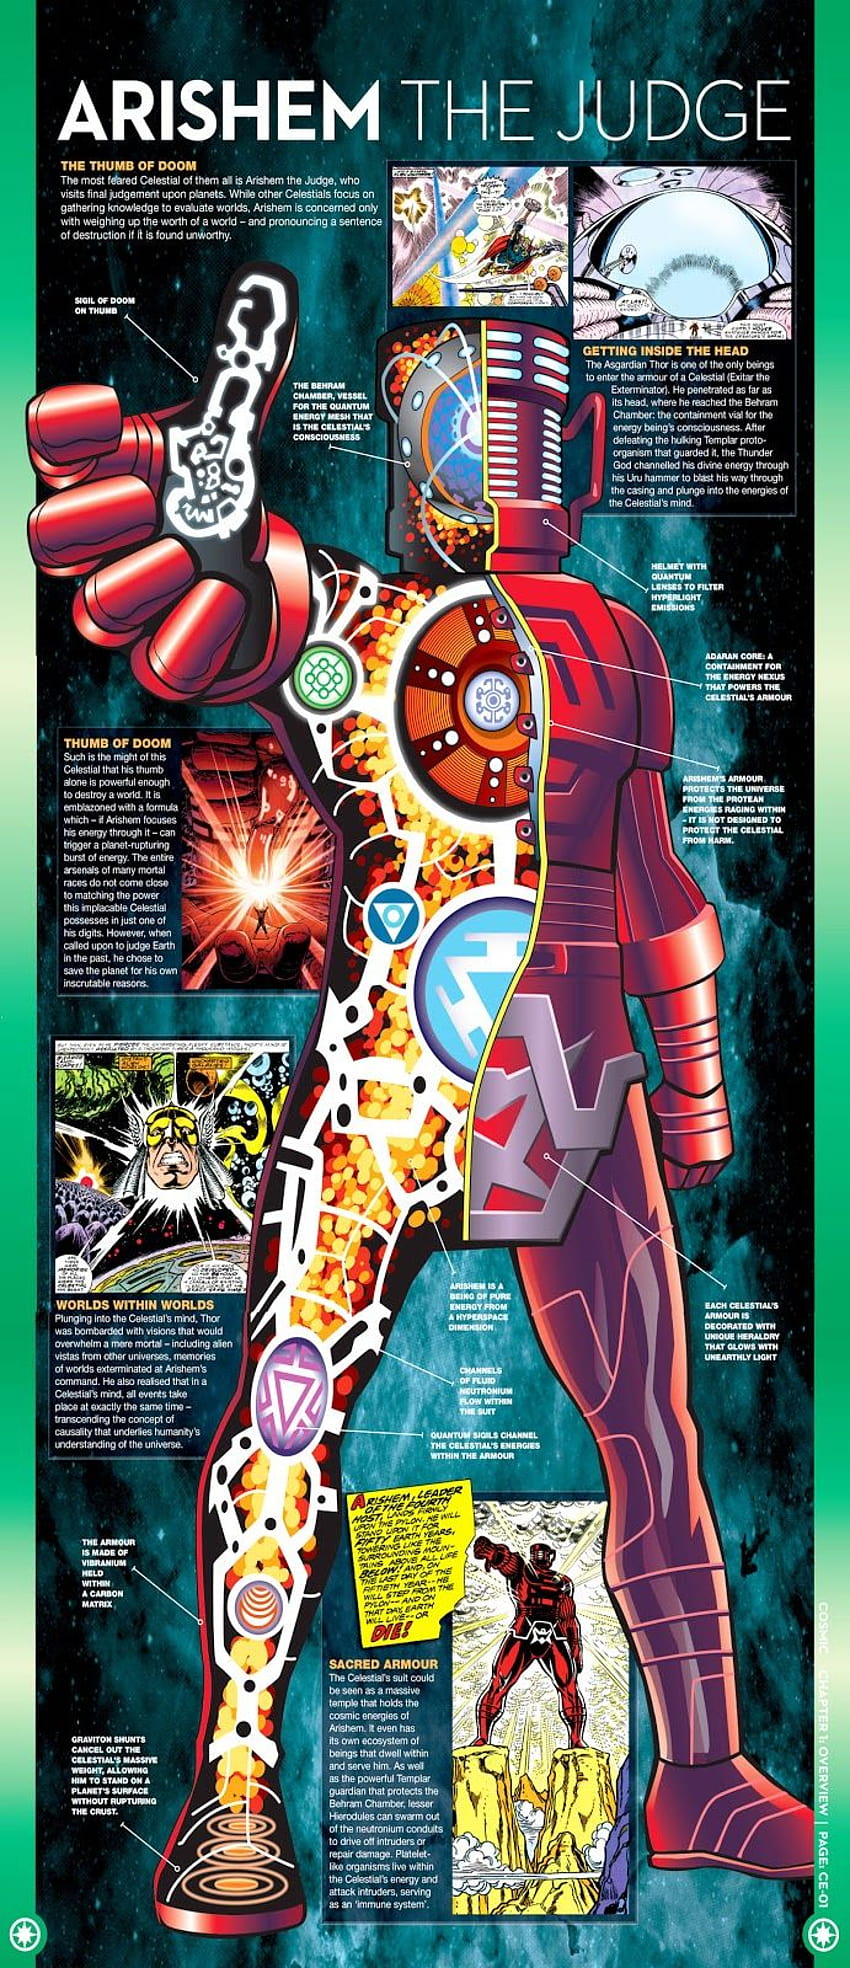 ARISHEM THE JUDGE
THE THUMB OF DOOM
The most feared Celestial of them all is Arishem the Judge, who
visits final judgement upon planets. While other Celestials focus on
gathering knowledge to evaluate worlds, Arishem is concerned only
with weighing up the worth of a world – and pronouncing a sentence
of destruction if it is found unworthy.
SIGIL OF DOOM
ON THUMB
THE BEHRAM
CHAMBER, VESSEL
FOR THE QUANTUM
ENERGY MESH THAT
IS THE CELESTIAL'S
CONSCIOUSNESS
AT LAST,
GETTING INSIDE THE HEAD
The Asgardian Thor is one of the only beings
to enter the armour of a Celestial (Exitar the
Exterminator). He penetrated as far as
its head, where he reached the Behram
Chamber: the containment vial for the
energy being's consciousness. After
defeating the hulking Templar proto-
organism that guarded it, the Thunder
God channelled his divine energy through
his Uru hammer to blast his way through
the casing and plunge into the energies of
the Celestial's mind.
HELMET WITH
QUANTUM
LENSES TO FILTER
HYPERLIGHT
EMISSIONS
ADARAN CORE: A
CONTAINMENT FOR
THE ENERGY NEXUS
THAT POWERS THE
CELESTIAL'S ARMOUR
ARISHEM'S ARMOUR
PROTECTS THE UNIVERSE
FROM THE PROTEAN
ENERGIES RAGING WITHIN
– IT IS NOT DESIGNED TO
PROTECT THE CELESTIAL
FROM HARM.
THUMB OF DOOM
Such is the might of this
Celestial that his thumb
alone is powerful enough
to destroy a world. It is
emblazoned with a formula
which – if Arishem focuses
his energy through it – can
trigger a planet-rupturing
burst of energy. The entire
arsenals of many mortal
races do not come close
to matching the power
this implacable Celestial
possesses in just one of
his digits. However, when
called upon to judge Earth
in the past, he chose to
save the planet for his own
inscrutable reasons.
WORLDS WITHIN WORLDS
Plunging into the Celestial's mind, Thor
was bombarded with visions that would
overwhelm a mere mortal – including alien
vistas from other universes, memories
of worlds exterminated at Arishem's
command. He also realised that in a
Celestial's mind, all events take
place at exactly the same time –
transcending the concept of
causality that underlies humanity's
understanding of the universe.
ARISHEM IS A
BEING OF PURE
ENERGY FROM
A HYPERSPACE
DIMENSION
EACH CELESTIAL'S
ARMOUR IS
DECORATED WITH
UNIQUE HERALDRY
THAT GLOWS WITH
UNEARTHLY LIGHT
CHANNELS
OF FLUID
NEUTRONIUM
FLOW WITHIN
THE SUIT
QUANTUM SIGILS CHANNEL
THE CELESTIAL'S ENERGIES
WITHIN THE ARMOUR
THE ARMOUR
IS MADE OF
VIBRANIUM
HELD
WITHIN
A CARBON
MATRIX
ARISHEM, LEADER
OF THE FOURTH
HOST, LANDS FIRMLY
UPON THE PYLON. HE WILL
STAND UPON IT FOR
FIFTY EARTH YEARS,
TOWERING LIKE THE
SURROUNDING MOUN-
TAINS ABOVE ALL LIFE
BELOW! AND, ON
THE LAST DAY OF THE
FIFTIETH YEAR--HE
WILL STEP FROM THE
PYLON-- AND ON
THAT DAY, EARTH
WILL LIVE--OR
DIE!
SACRED ARMOUR
The Celestial's suit could
be seen as a massive
temple that holds the
cosmic energies of
Arishem. It even has
its own ecosystem of
beings that dwell within
and serve him. As well
as the powerful Templar
guardian that protects the
Behram Chamber, lesser
Hierodules can swarm out
of the neutronium conduits
to drive off intruders or
repair damage. Platelet-
like organisms live within
the Celestial's energy and
attack intruders, serving
as an 'immune system'.
GRAVITON SHUNTS
CANCEL OUT THE
CELESTIAL'S MASSIVE
WEIGHT, ALLOWING
HIM TO STAND ON A
PLANET'S SURFACE
WITHOUT RUPTURING
THE CRUST.
COMIC: CHAPTER 1: OVERVIEW | PAGE: CE-01